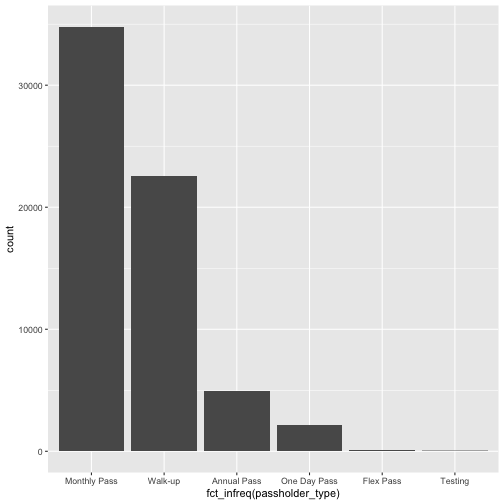 30000
20000
10000
0
count
Monthly Pass Walk-up Annual Pass One Day Pass Flex Pass Testing
fct_infreq(passholder_type)